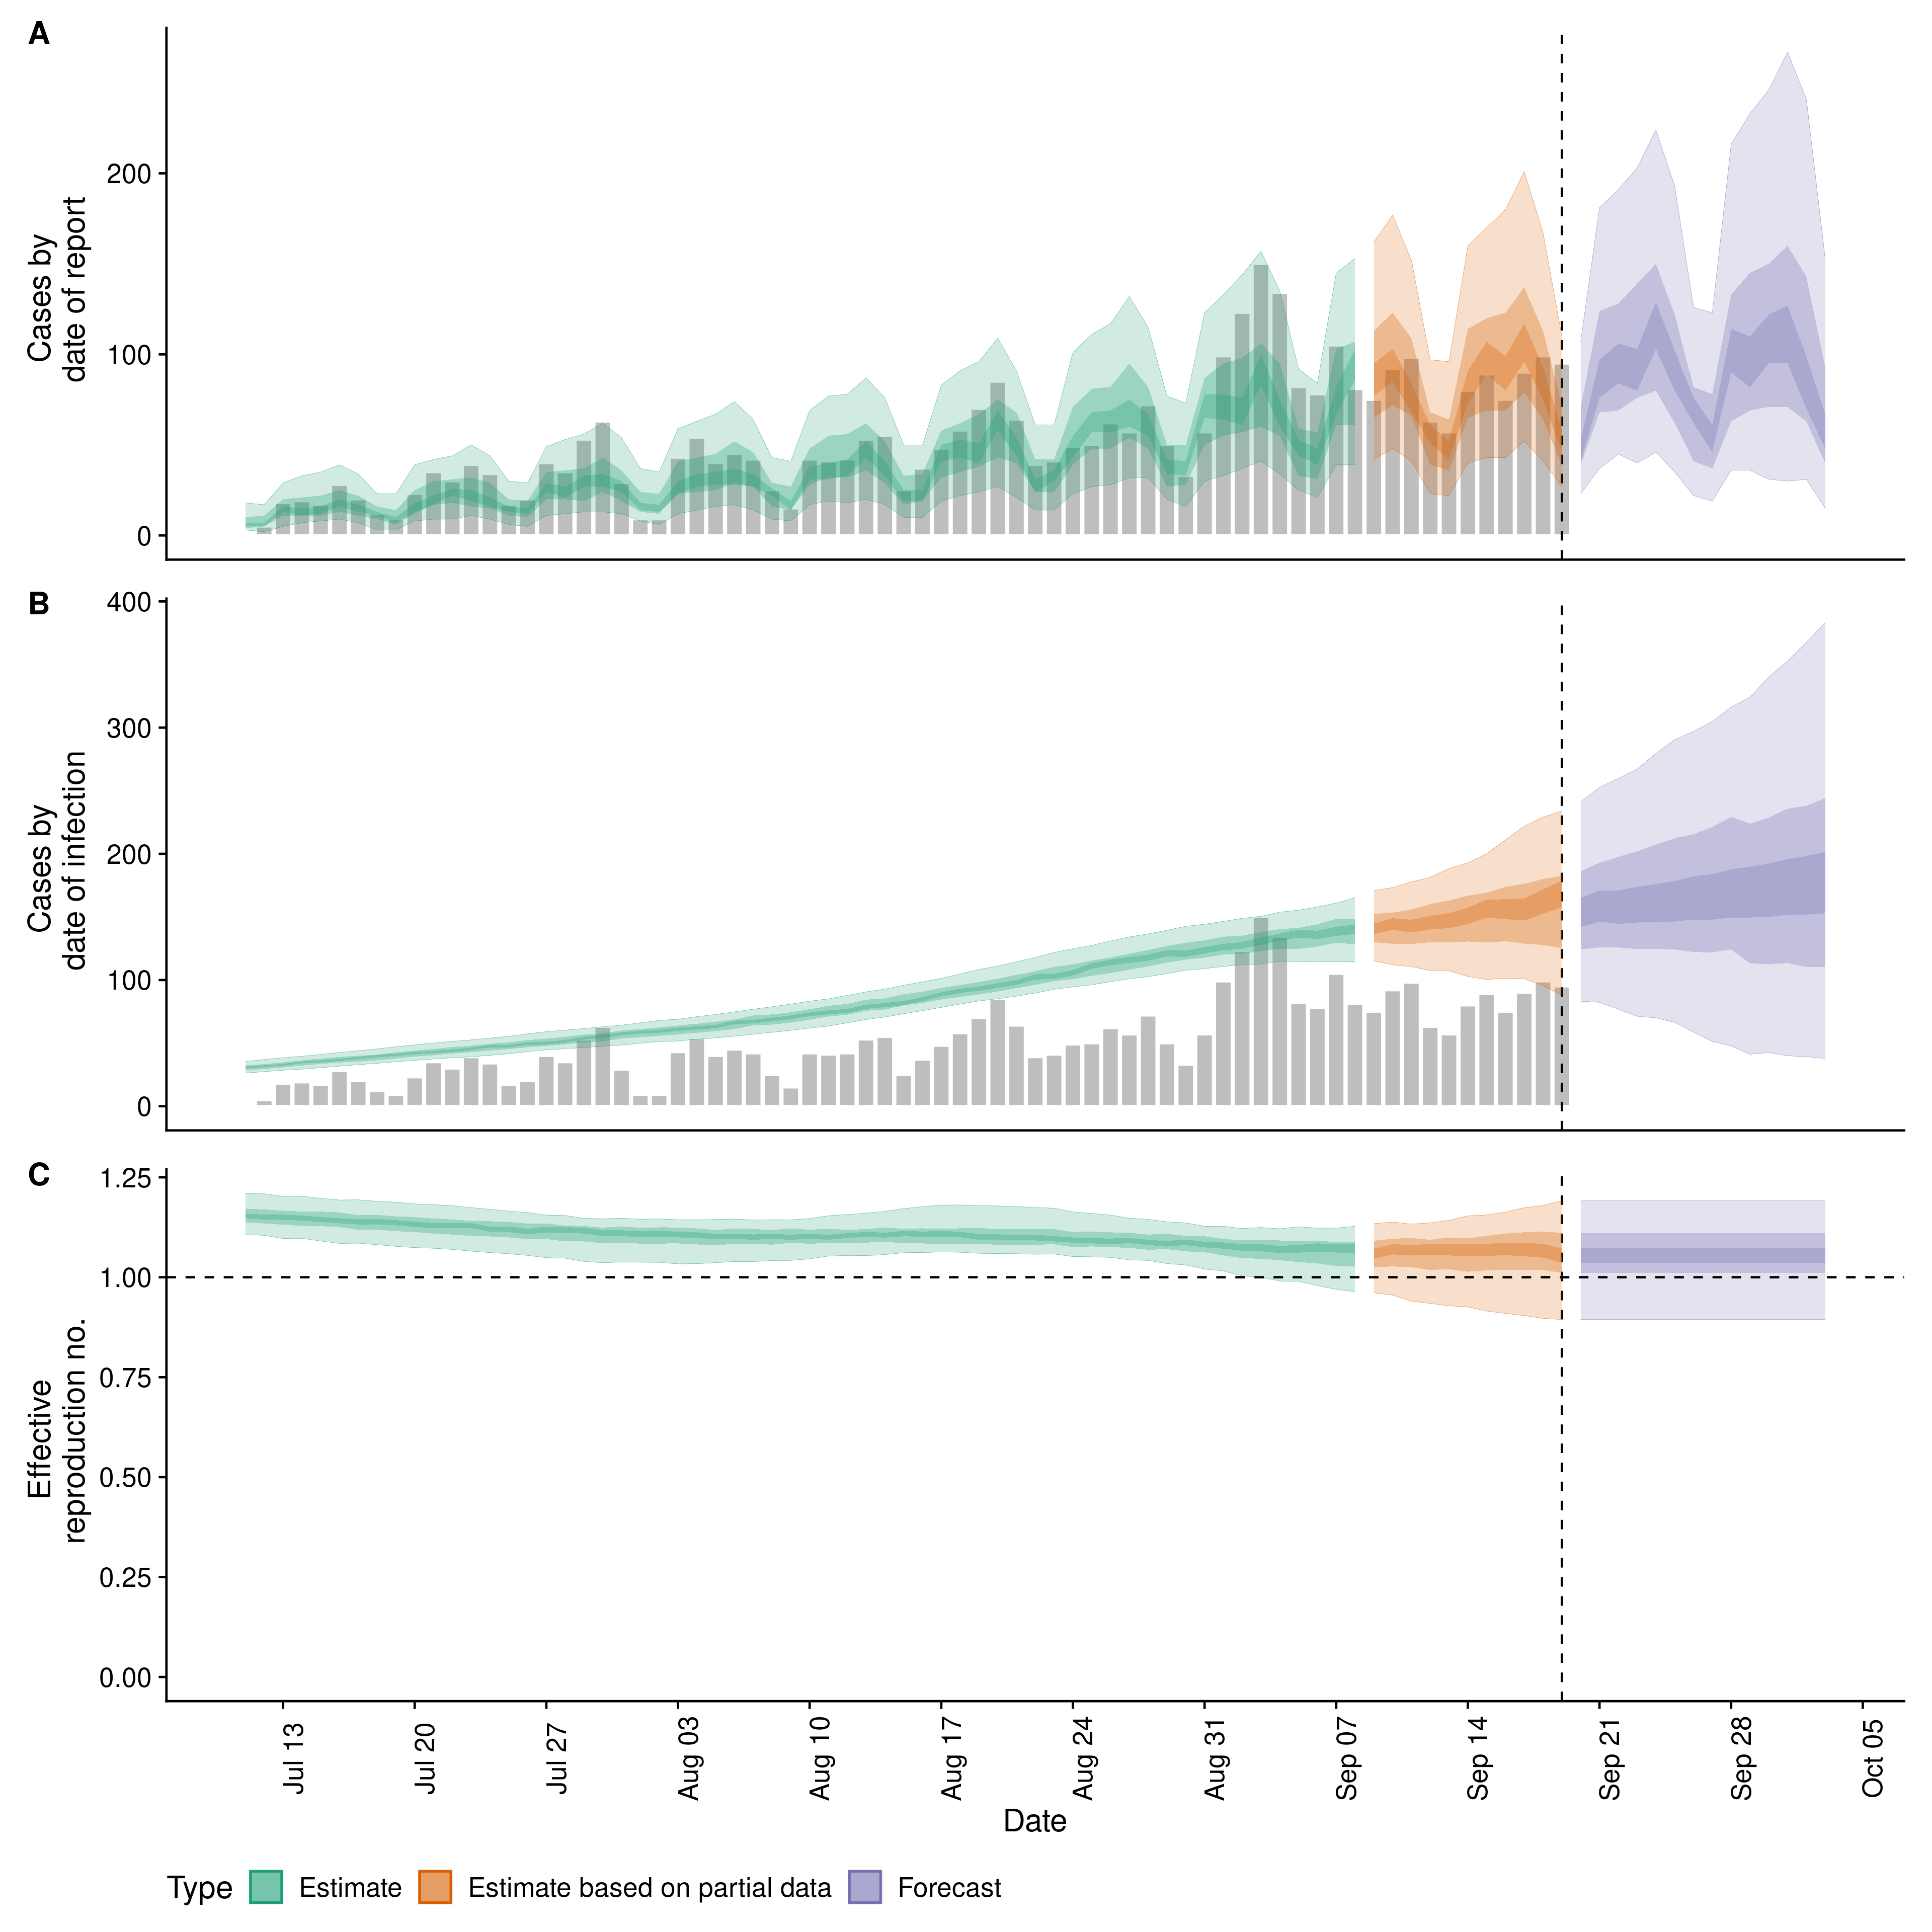 A
Cases by
date of report
200
100
0
B
Cases by
date of infection
400
300
200
100
0
C
Effective
reproduction no.
1.25
1.00
0.75
0.50
0.25
0.00
Jul 13
Jul 20
Jul 27
Aug 03
Aug 10
Aug 17
Aug 24
Aug 31
Sep 07
Sep 14
Sep 21
Sep 28
Oct 05
Date
Type Estimate Estimate based on partial data Forecast